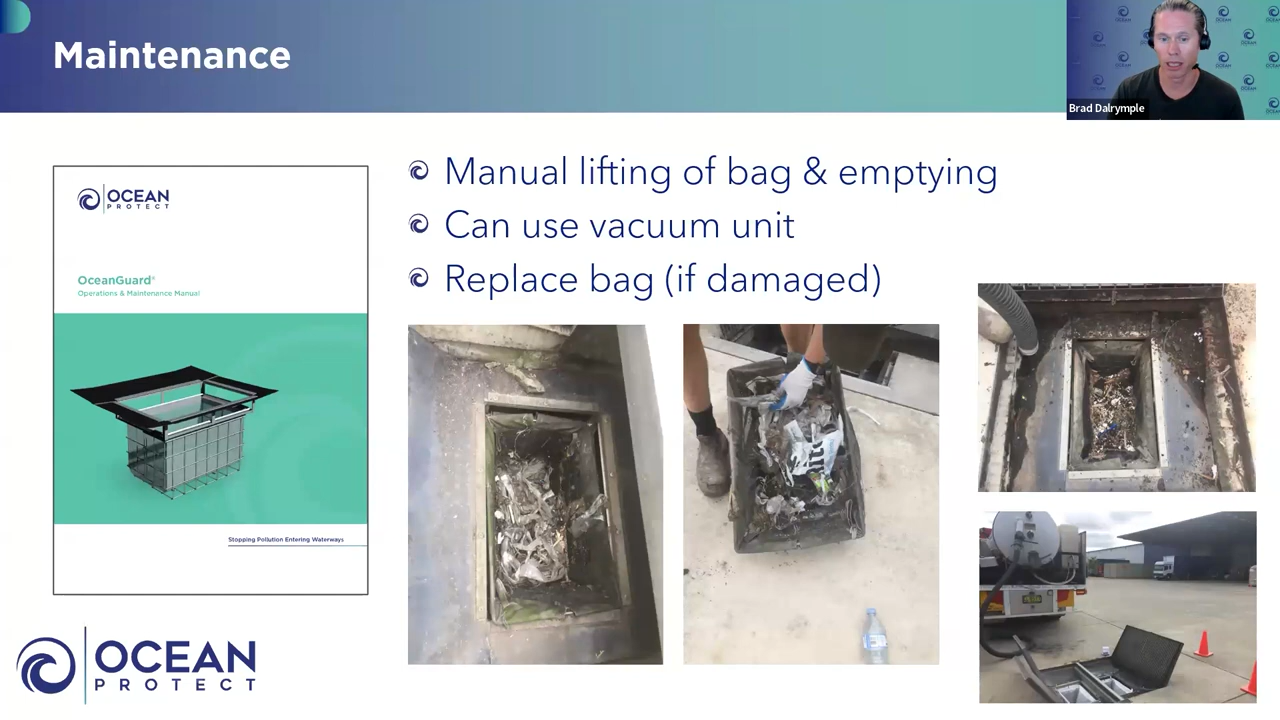 Maintenance
Brad Dalrymple
OCEAN
PROTECT
OceanGuard®
Operations & Maintenance Manual
Stopping Pollution Entering Waterways
Manual lifting of bag & emptying
Can use vacuum unit
Replace bag (if damaged)
OCEAN
PROTECT